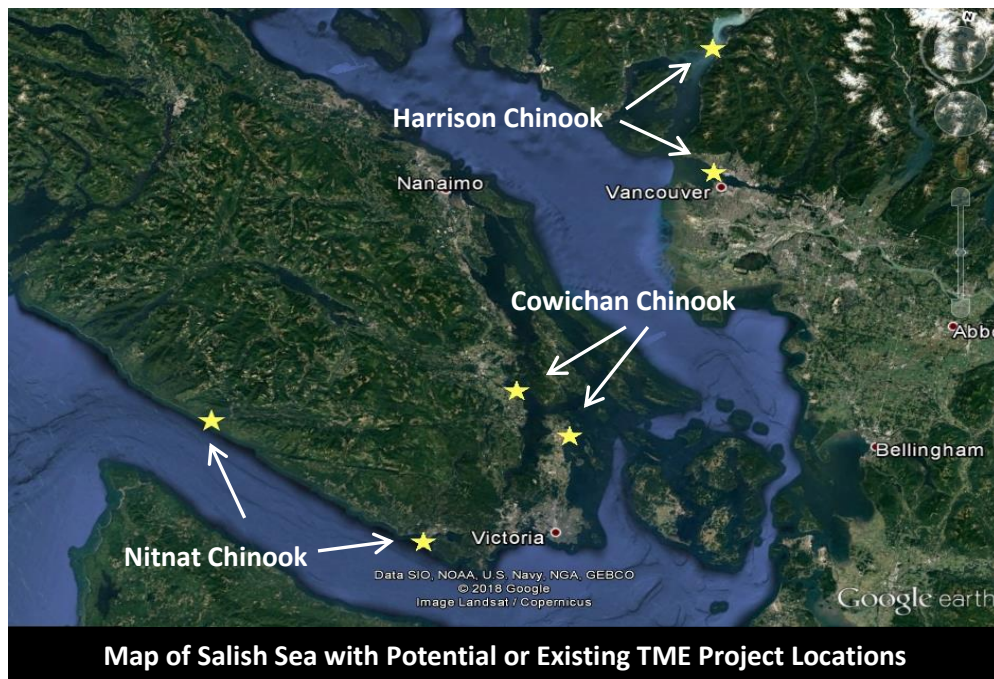 N
Harrison Chinook
Nanaimo
Vancouver
Cowichan Chinook
Abb
Bellingham
Victoria
Nitnat Chinook
Data SIO, NOAA, U.S. Navy, NGA, GEBCO
© 2018 Google
Image Landsat / Copernicus
Google earth
Map of Salish Sea with Potential or Existing TME Project Locations